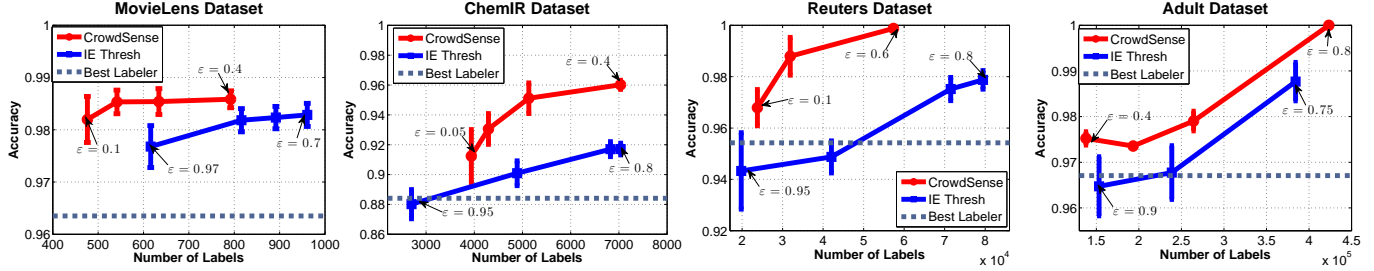 MovieLens Dataset
1
0.99
0.98
0.97
0.96
Accuracy
CrowdSense
IE Thresh
Best Labeler
ε = 0.4
ε = 0.1
ε = 0.97
ε = 0.7
400 500 600 700 800 900 1000
Number of Labels
ChemIR Dataset
1
0.98
0.96
0.94
0.92
0.9
0.88
0.86
Accuracy
CrowdSense
IE Thresh
Best Labeler
ε = 0.4
ε = 0.05
ε = 0.8
ε = 0.95
3000 4000 5000 6000 7000 8000
Number of Labels
Reuters Dataset
1
0.98
0.96
0.94
0.92
Accuracy
ε = 0.6
ε = 0.8
ε = 0.1
ε = 0.95
CrowdSense
IE Thresh
Best Labeler
2 3 4 5 6 7 8 9
x 10⁴
Number of Labels
Adult Dataset
1
0.99
0.98
0.97
0.96
Accuracy
CrowdSense
IE Thresh
Best Labeler
ε = 0.8
ε = 0.75
ε = 0.4
ε = 0.9
1.5 2 2.5 3 3.5 4 4.5
x 10⁵
Number of Labels